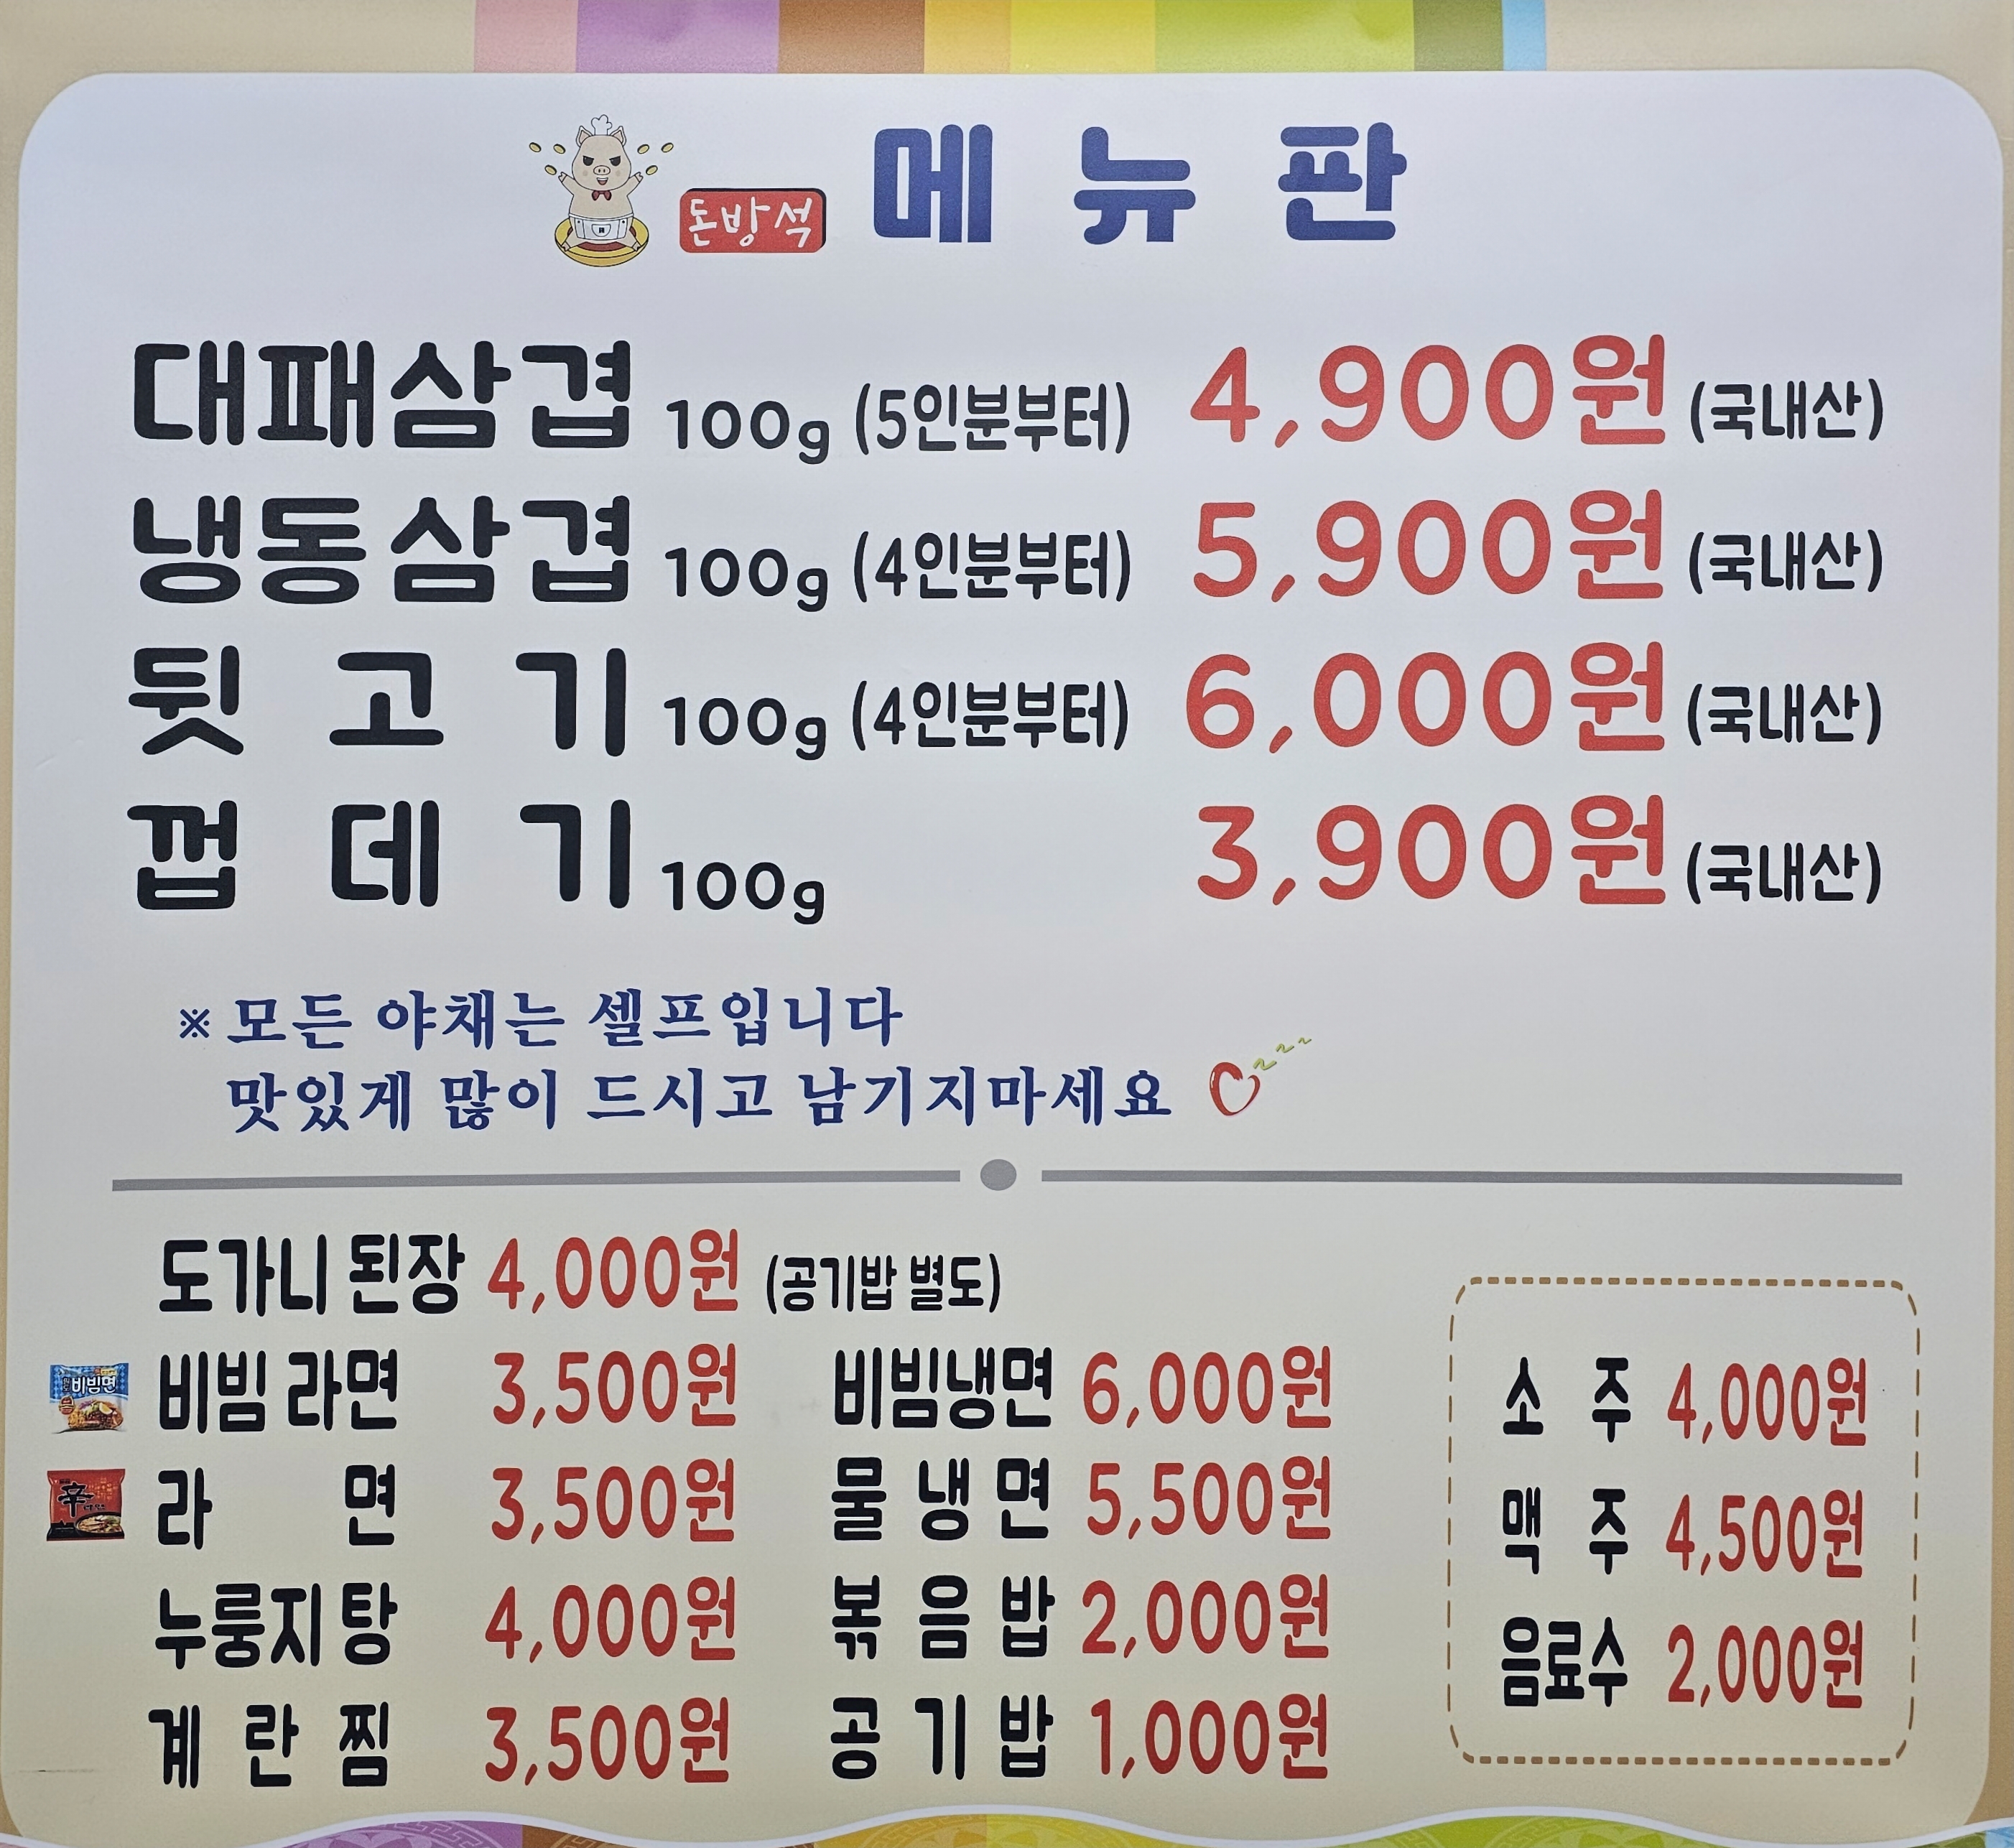 돈방석 메뉴판
대패삼겹 100g (5인분부터) 4,900원 (국내산)
냉동삼겹 100g (4인분부터) 5,900원 (국내산)
뒷고기 100g (4인분부터) 6,000원 (국내산)
껍데기 100g 3,900원 (국내산)
※ 모든 야채는 셀프입니다
맛있게 많이 드시고 남기지마세요
도가니 된장 4,000원 (공기밥 별도)
비빔면
비빔 라면 3,500원
辛
라면 3,500원
누룽지탕 4,000원
계란찜 3,500원
비빔냉면 6,000원
물냉면 5,500원
볶음밥 2,000원
공기밥 1,000원
소주 4,000원
맥주 4,500원
음료수 2,000원